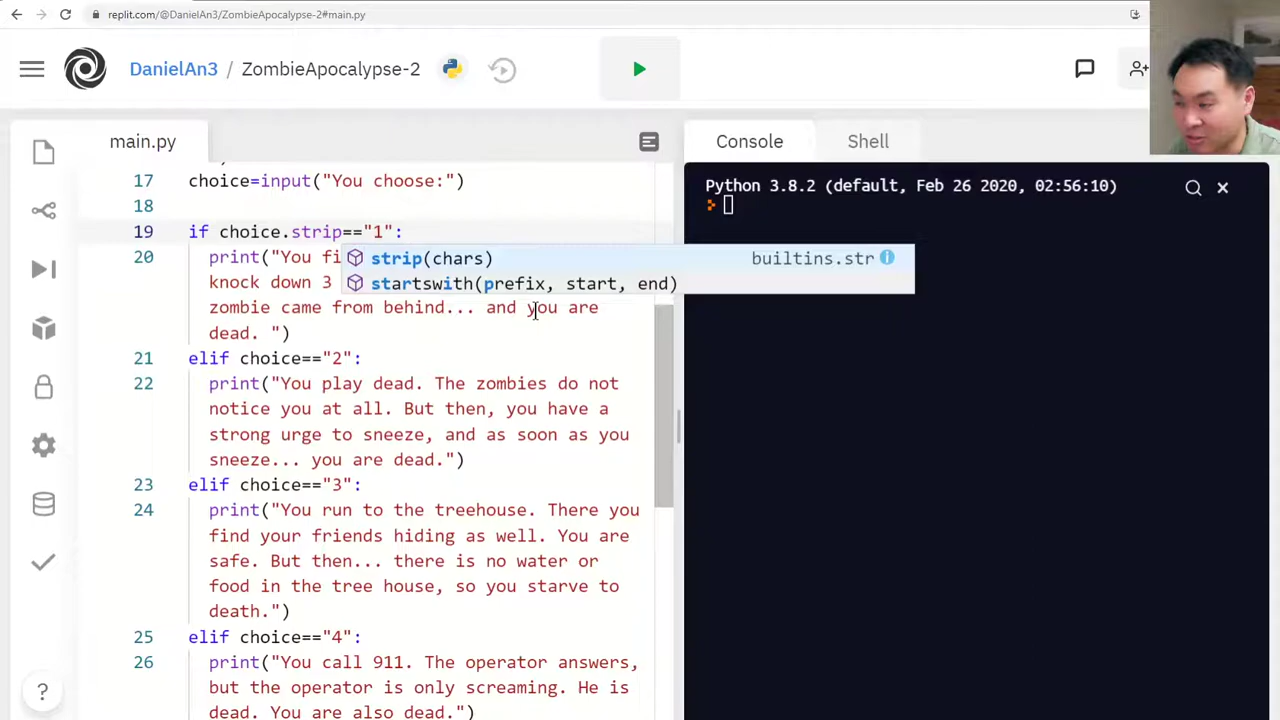 replit.com/@DanielAn3/ZombieApocalypse-2#main.py
DanielAn3 / ZombieApocalypse-2
main.py
Console
Shell
17 choice=input("You choose:")
18
19 if choice.strip=="1":
20 print("You fi
knock down 3
zombie came from behind... and you are
dead. ")
strip(chars) builtins.str
startswith(prefix, start, end)
21 elif choice=="2":
22 print("You play dead. The zombies do not
notice you at all. But then, you have a
strong urge to sneeze, and as soon as you
sneeze... you are dead.")
23 elif choice=="3":
24 print("You run to the treehouse. There you
find your friends hiding as well. You are
safe. But then... there is no water or
food in the tree house, so you starve to
death.")
25 elif choice=="4":
26 print("You call 911. The operator answers,
but the operator is only screaming. He is
dead. You are also dead.")
?
Python 3.8.2 (default, Feb 26 2020, 02:56:10)